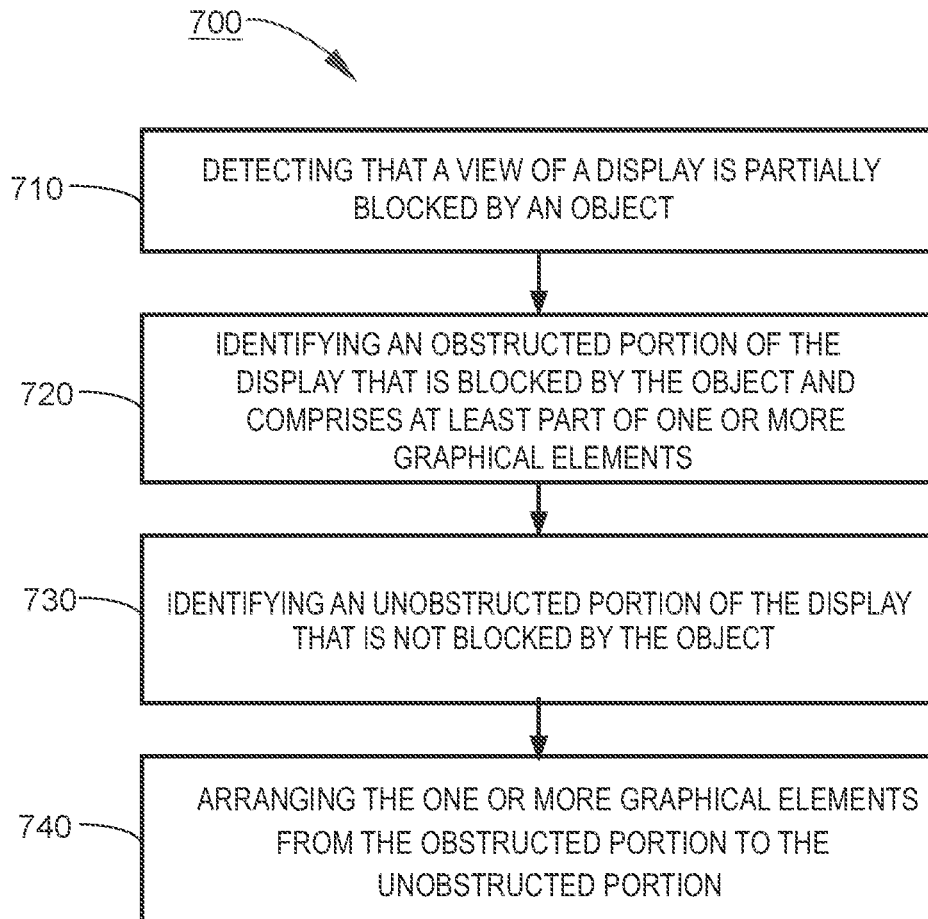 700
710
DETECTING THAT A VIEW OF A DISPLAY IS PARTIALLY
BLOCKED BY AN OBJECT
720
IDENTIFYING AN OBSTRUCTED PORTION OF THE
DISPLAY THAT IS BLOCKED BY THE OBJECT AND
COMPRISES AT LEAST PART OF ONE OR MORE
GRAPHICAL ELEMENTS
730
IDENTIFYING AN UNOBSTRUCTED PORTION OF THE DISPLAY
THAT IS NOT BLOCKED BY THE OBJECT
740
ARRANGING THE ONE OR MORE GRAPHICAL ELEMENTS
FROM THE OBSTRUCTED PORTION TO THE
UNOBSTRUCTED PORTION